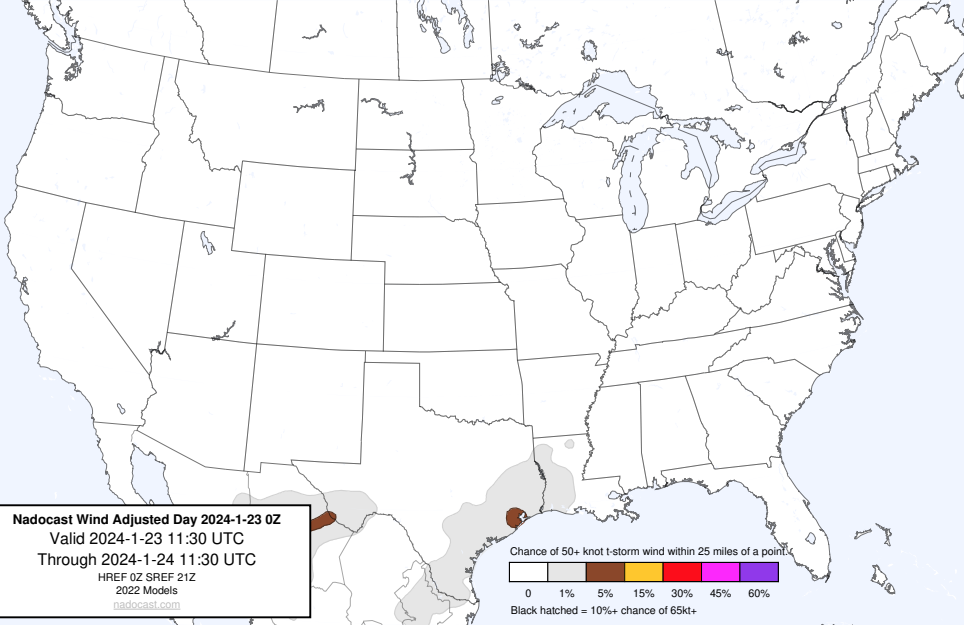 Nadocast Wind Adjusted Day 2024-1-23 0Z
Valid 2024-1-23 11:30 UTC
Through 2024-1-24 11:30 UTC
HREF 0Z SREF 21Z
2022 Models
nadocast.com
Chance of 50+ knot t-storm wind within 25 miles of a point.
0 1% 5% 15% 30% 45% 60%
Black hatched = 10%+ chance of 65kt+